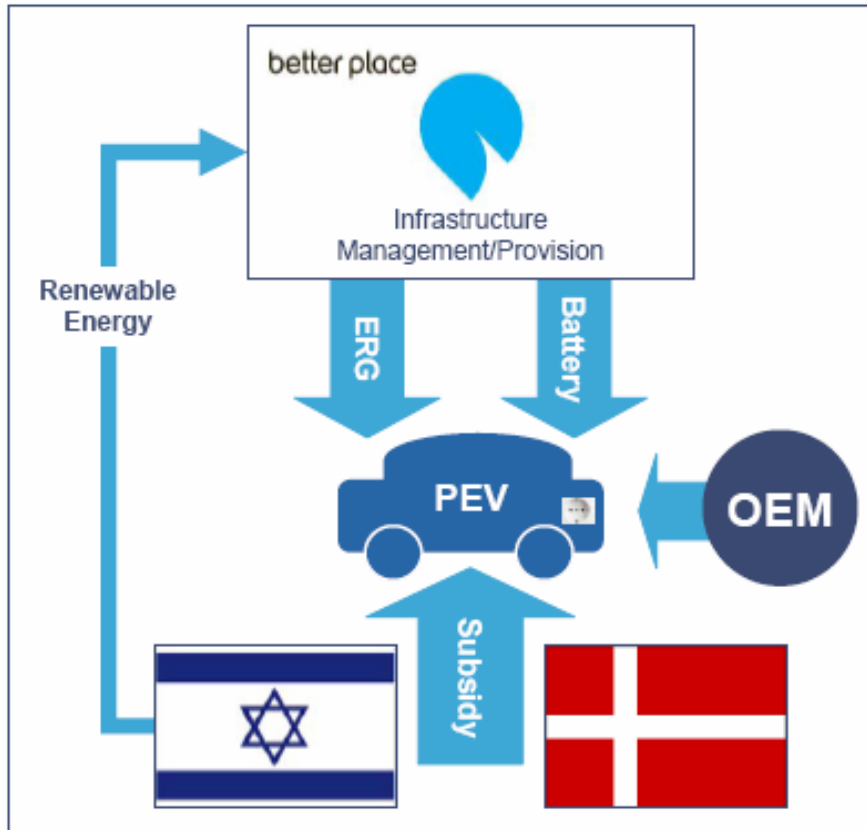 better place
Infrastructure
Management/Provision
Renewable
Energy
ERG
Battery
PEV
OEM
Subsidy